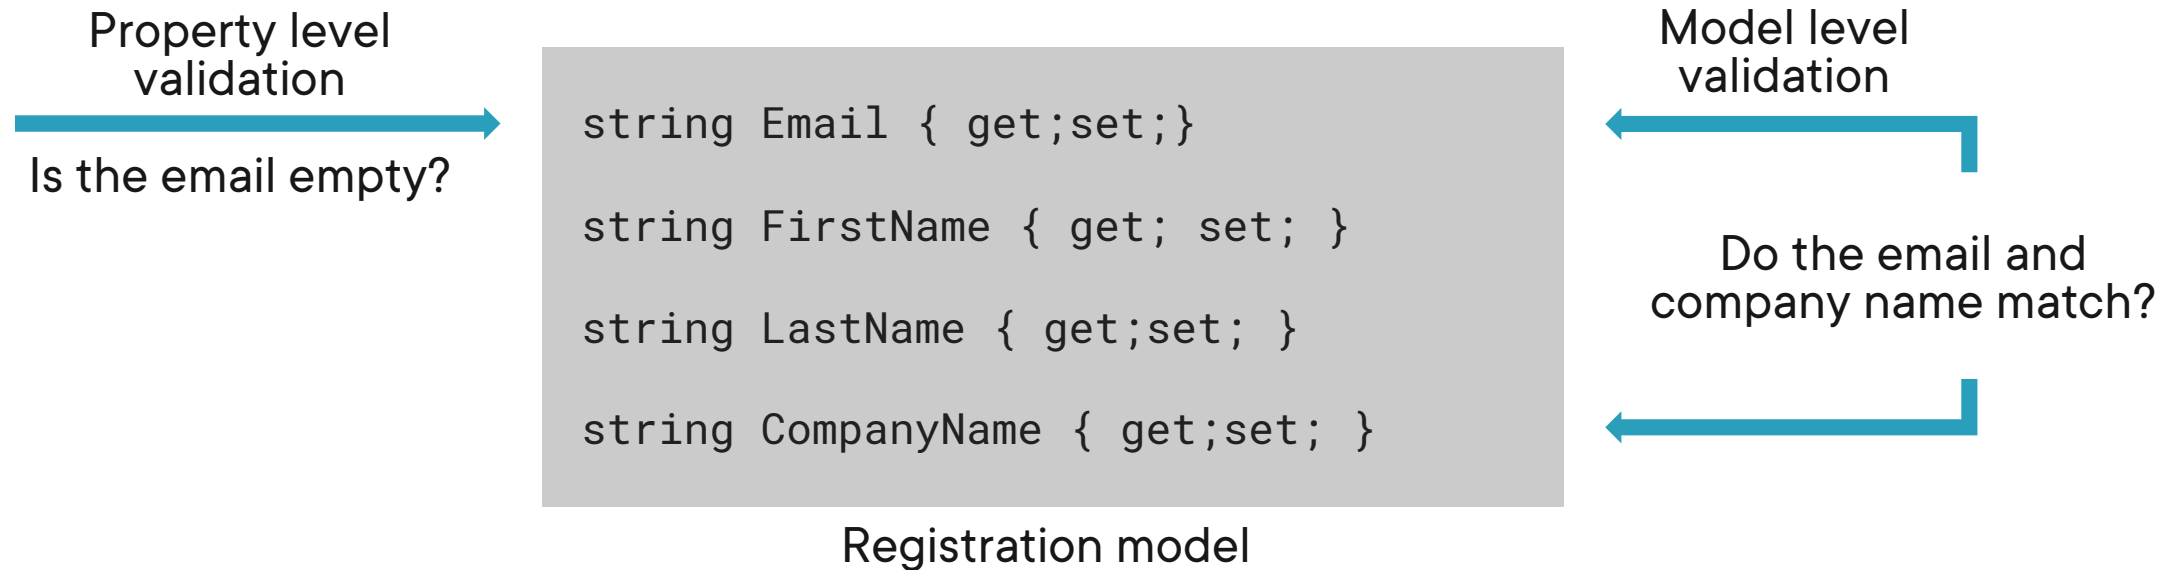 Property level
validation
Is the email empty?
string Email { get;set;}
string FirstName { get; set; }
string LastName { get;set; }
string CompanyName { get;set; }
Registration model
Model level
validation
Do the email and
company name match?